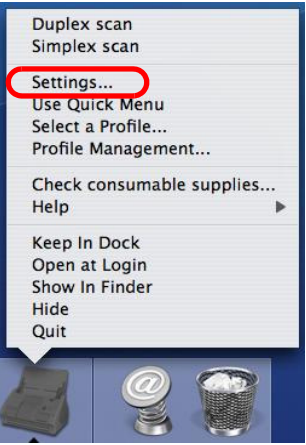 Duplex scan
Simplex scan
Settings...
Use Quick Menu
Select a Profile...
Profile Management...
Check consumable supplies...
Help
Keep In Dock
Open at Login
Show In Finder
Hide
Quit
@